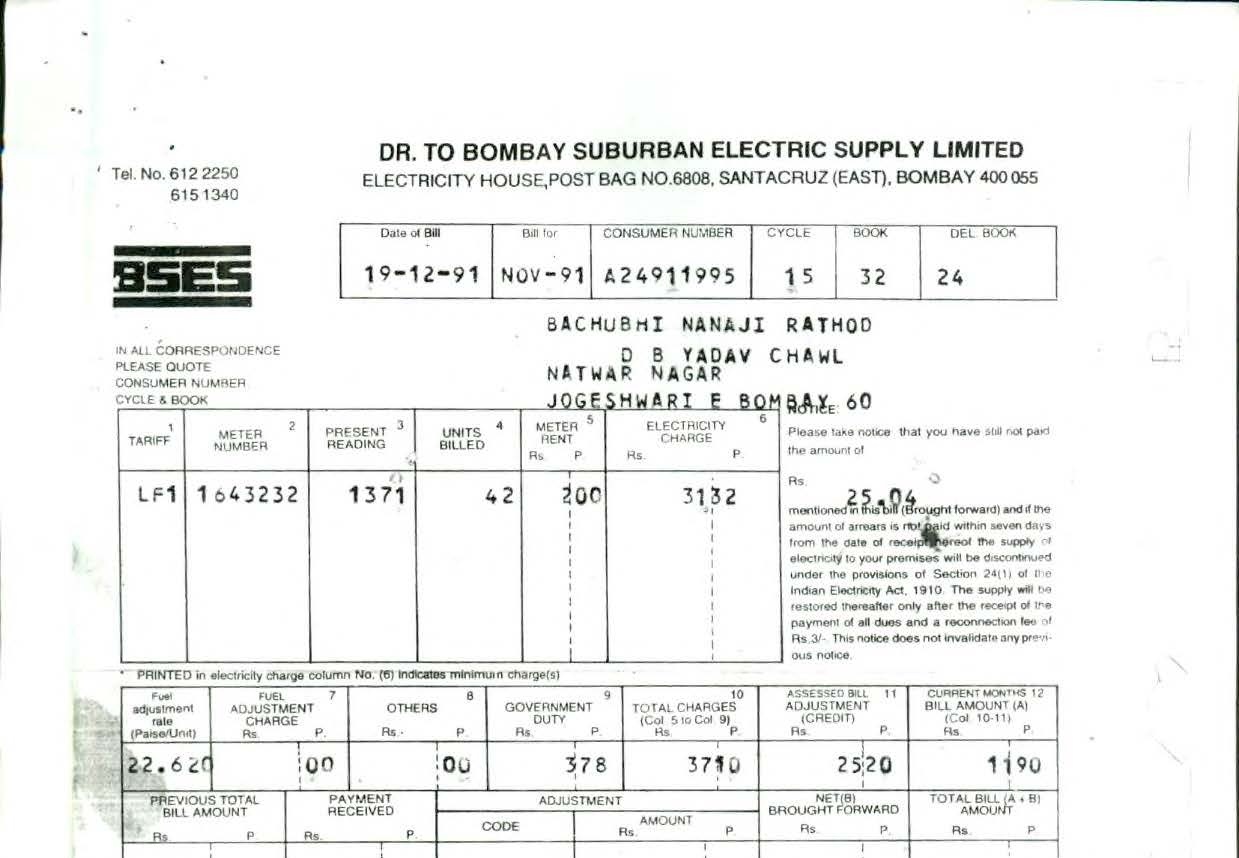 DR. TO BOMBAY SUBURBAN ELECTRIC SUPPLY LIMITED
ELECTRICITY HOUSE,POST BAG NO.6808, SANTACRUZ (EAST), BOMBAY 400 055
Tel. No. 612 2250
615 1340
BSES
Date of Bill Bill for CONSUMER NUMBER CYCLE BOOK DEL. BOOK
19-12-91 NOV-91 A24911995 15 32 24
IN ALL CORRESPONDENCE
PLEASE QUOTE
CONSUMER NUMBER
CYCLE & BOOK
BACHUBHI NANAJI RATHOD
D B YADAV CHAWL
NATWAR NAGAR
JOGESHWARI E BOMBAY 60
1 2 3 4 5 6
TARIFF METER NUMBER PRESENT READING UNITS BILLED METER RENT ELECTRICITY CHARGE
Rs. P. Rs. P.
LF1 1643232 1371 42 200 3132
NOTICE:
Please take notice that you have still not paid
the amount of
Rs. 25.04
mentioned in this bill (Brought forward) and if the
amount of arrears is not paid within seven days
from the date of receipt hereof the supply of
electricity to your premises will be discontinued
under the provisions of Section 24(1) of the
Indian Electricity Act, 1910. The supply will be
restored thereafter only after the receipt of the
payment of all dues and a reconnection fee of
Rs.3/-. This notice does not invalidate any previ-
ous notice.
* PRINTED in electricity charge column No. (6) Indicates minimum charge(s)
Fuel adjustment rate (Paise/Unit) FUEL 7 ADJUSTMENT CHARGE OTHERS 8 GOVERNMENT 9 DUTY TOTAL CHARGES 10 (Col. 5 to Col. 9) ASSESSED BILL 11 ADJUSTMENT (CREDIT) CURRENT MONTHS 12 BILL AMOUNT (A) (Col. 10-11)
Rs. P. Rs. P. Rs. P. Rs. P. Rs. P. Rs. P.
22.620 00 00 378 3710 2520 1190
PREVIOUS TOTAL BILL AMOUNT PAYMENT RECEIVED ADJUSTMENT NET(B) BROUGHT FORWARD TOTAL BILL (A + B) AMOUNT
CODE AMOUNT
Rs. P. Rs. P. Rs. P. Rs. P. Rs. P.